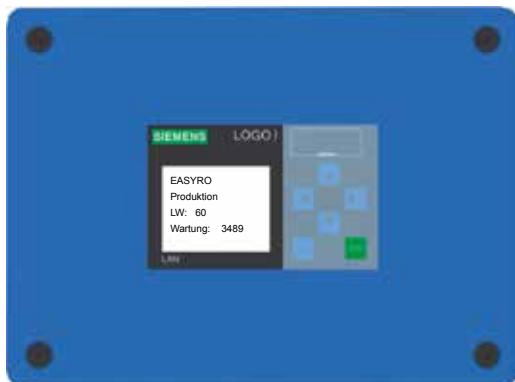 SIEMENS LOGO!
EASYRO
Produktion
LW: 60
Wartung: 3489
LAN